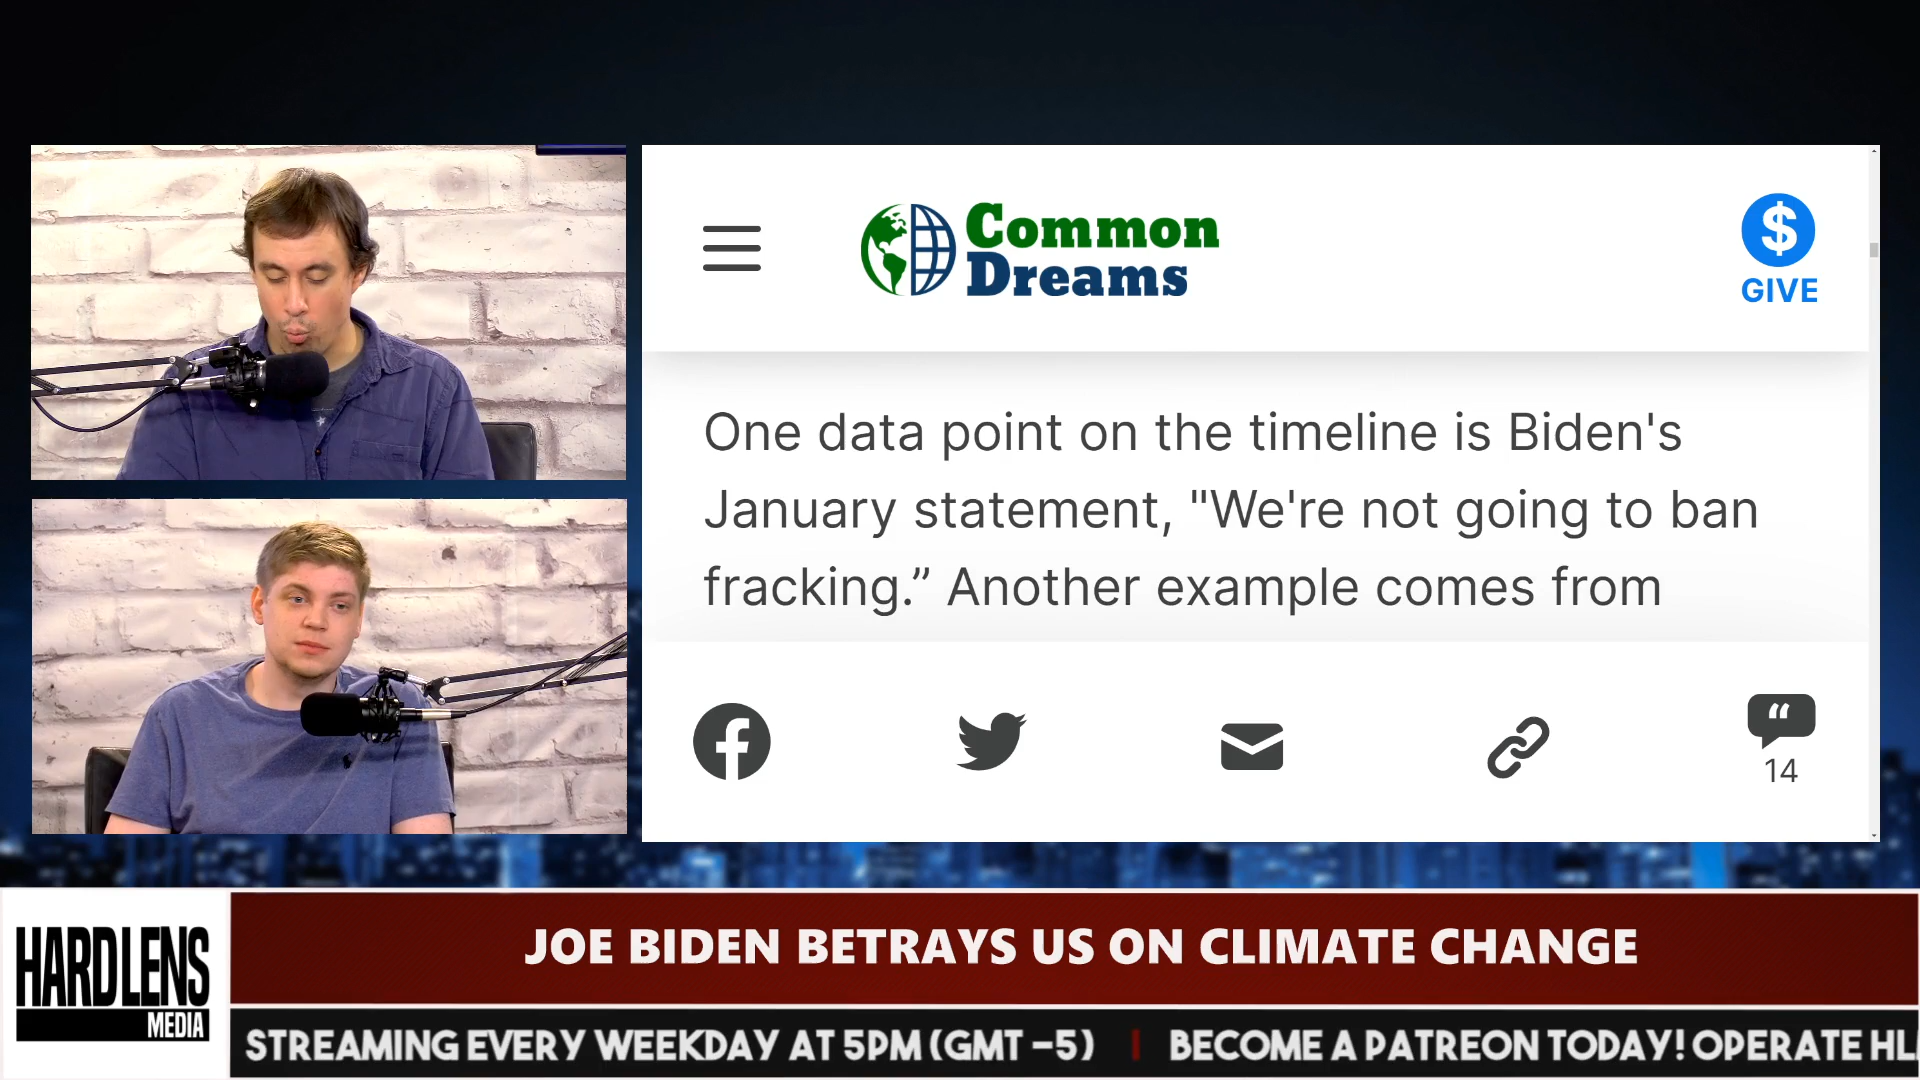 Common
Dreams
$
GIVE
One data point on the timeline is Biden's
January statement, "We're not going to ban
fracking.” Another example comes from
14
JOE BIDEN BETRAYS US ON CLIMATE CHANGE
HARD LENS
MEDIA
STREAMING EVERY WEEKDAY AT 5PM (GMT -5) | BECOME A PATREON TODAY! OPERATE HL